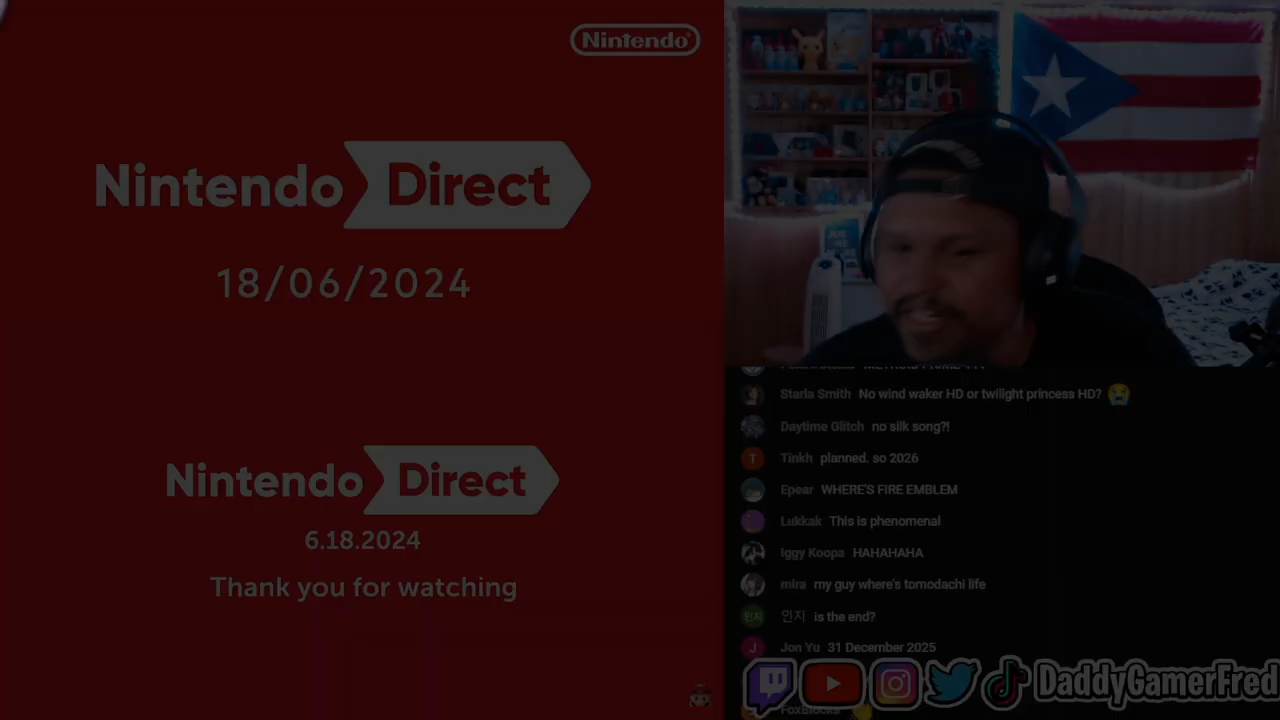 Nintendo
Nintendo Direct
18/06/2024
Nintendo Direct
6.18.2024
Thank you for watching
Starla Smith No wind waker HD or twilight princess HD? 😭
Daytime Glitch no silk song?!
T Tinkh planned. so 2026
Epear WHERE'S FIRE EMBLEM
Lukkak This is phenomenal
Iggy Koopa HAHAHAHA
mira my guy where's tomodachi life
인지 인지 is the end?
J Jon Yu 31 December 2025
DaddyGamerFred
FoxBlocks